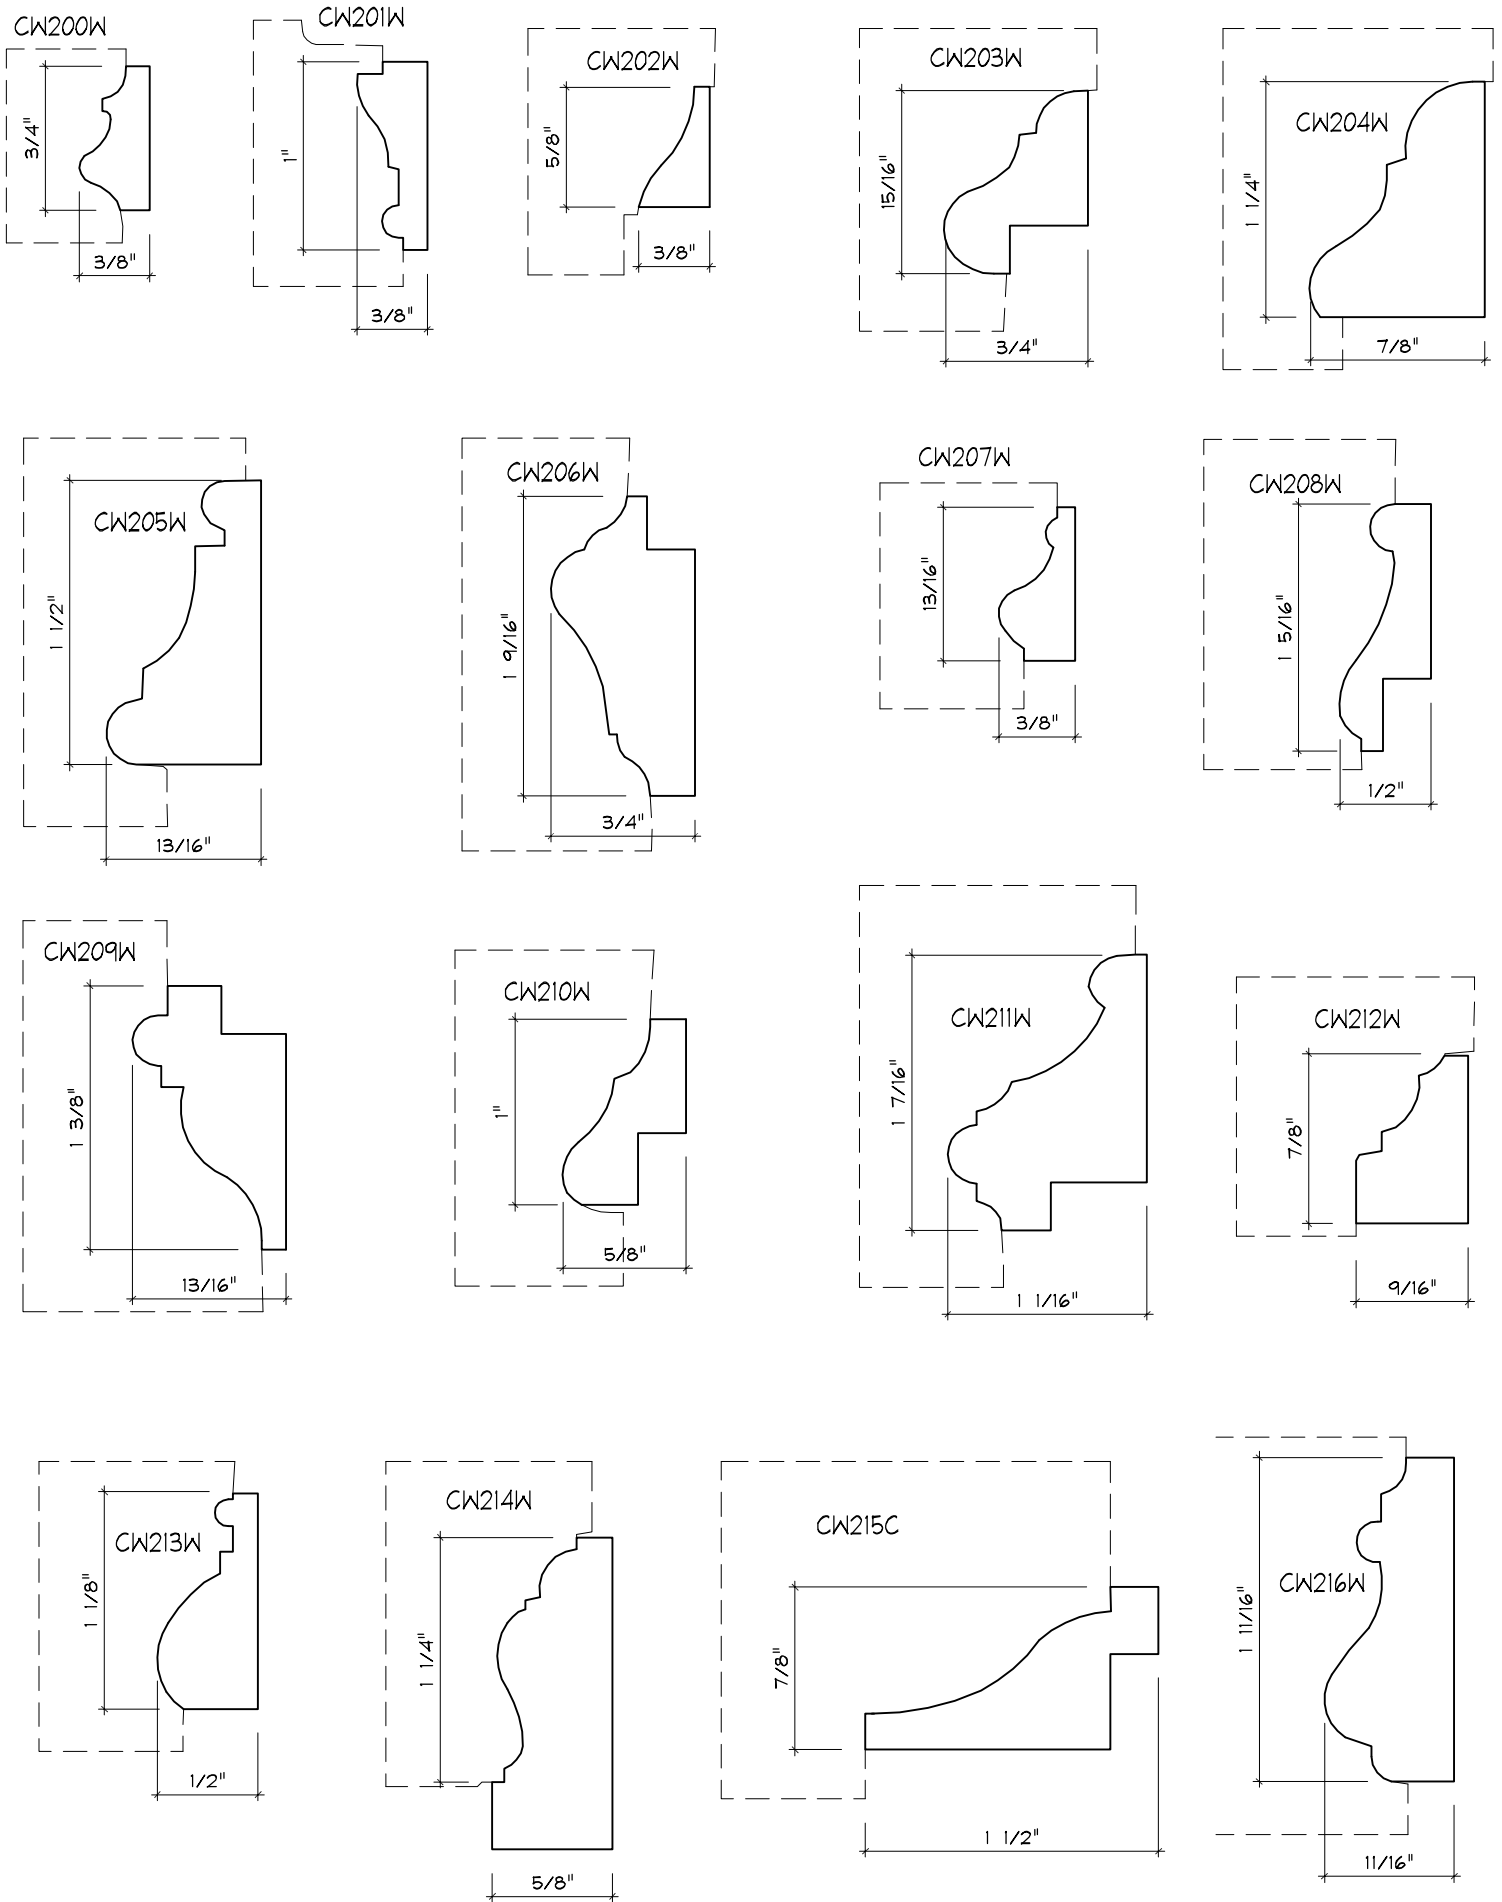 CW200W
3/4"
3/8"
CW201W
1"
3/8"
CW202W
5/8"
3/8"
CW203W
15/16"
3/4"
CW204W
1 1/4"
7/8"
CW205W
1 1/2"
13/16"
CW206W
1 9/16"
3/4"
CW207W
13/16"
3/8"
CW208W
1 5/16"
1/2"
CW209W
1 3/8"
13/16"
CW210W
1"
5/8"
CW211W
1 7/16"
1 1/16"
CW212W
7/8"
9/16"
CW213W
1 1/8"
1/2"
CW214W
1 1/4"
5/8"
CW215C
7/8"
1 1/2"
CW216W
1 11/16"
11/16"